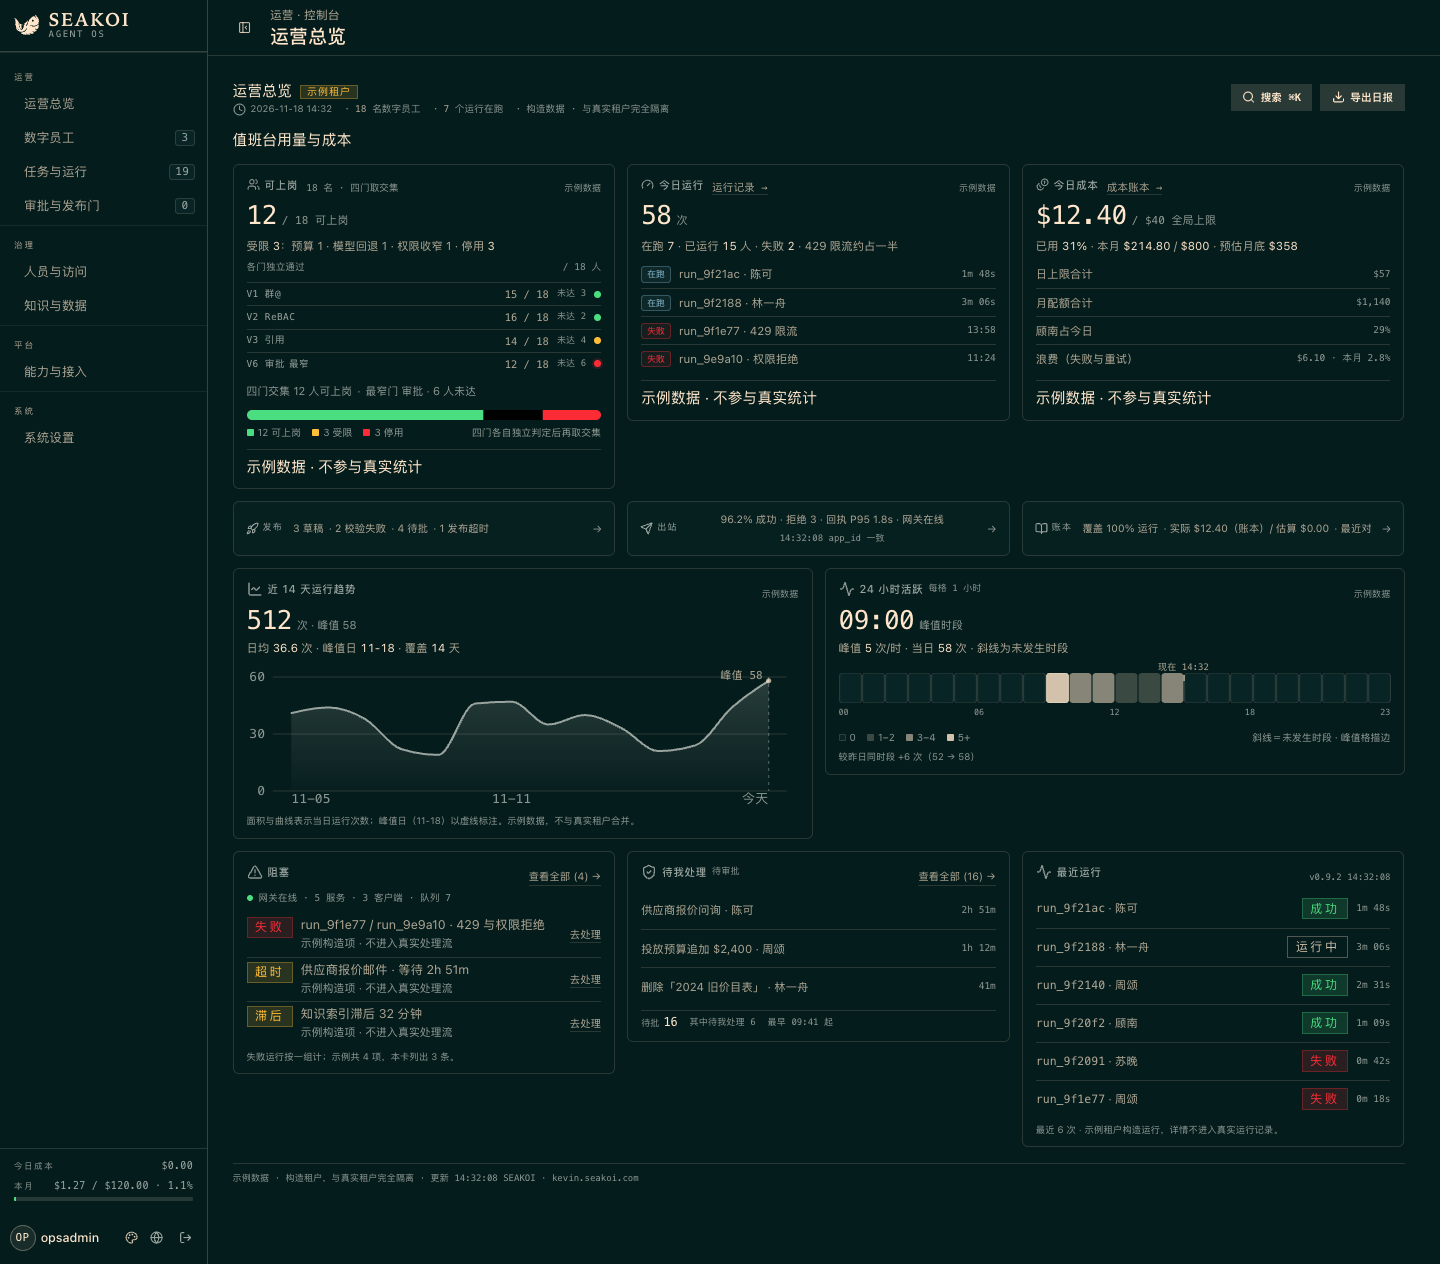 SEAKOI
AGENT OS
运营
运营总览
数字员工 3
任务与运行 19
审批与发布门 0
治理
人员与访问
知识与数据
平台
能力与接入
系统
系统设置
今日成本 $0.00
本月 $1.27 / $120.00 · 1.1%
OP opsadmin
运营 · 控制台
运营总览
运营总览 示例租户
2026-11-18 14:32 · 18 名数字员工 · 7 个运行在跑 · 构造数据 · 与真实租户完全隔离
搜索 ⌘K
导出日报
值班台用量与成本
可上岗 18 名 · 四门取交集 示例数据
12 / 18 可上岗
受限 3: 预算 1 · 模型回退 1 · 权限收窄 1 · 停用 3
各门独立通过 / 18 人
V1 群@ 15 / 18 未达 3
V2 ReBAC 16 / 18 未达 2
V3 引用 14 / 18 未达 4
V6 审批 最窄 12 / 18 未达 6
四门交集 12 人可上岗 · 最窄门 审批 · 6 人未达
12 可上岗 3 受限 3 停用 四门各自独立判定后再取交集
示例数据 · 不参与真实统计
今日运行 运行记录 → 示例数据
58 次
在跑 7 · 已运行 15 人 · 失败 2 · 429 限流约占一半
在跑 run_9f21ac · 陈可 1m 48s
在跑 run_9f2188 · 林一舟 3m 06s
失败 run_9f1e77 · 429 限流 13:58
失败 run_9e9a10 · 权限拒绝 11:24
示例数据 · 不参与真实统计
今日成本 成本账本 → 示例数据
$12.40 / $40 全局上限
已用 31% · 本月 $214.80 / $800 · 预估月底 $358
日上限合计 $57
月配额合计 $1,140
顾南占今日 29%
浪费（失败与重试） $6.10 · 本月 2.8%
示例数据 · 不参与真实统计
发布 3 草稿 · 2 校验失败 · 4 待批 · 1 发布超时 →
出站 96.2% 成功 · 拒绝 3 · 回执 P95 1.8s · 网关在线 →
14:32:08 app_id 一致
账本 覆盖 100% 运行 · 实际 $12.40（账本）/ 估算 $0.00 · 最近对 →
近 14 天运行趋势 示例数据
512 次 · 峰值 58
日均 36.6 次 · 峰值日 11-18 · 覆盖 14 天
峰值 58
60
30
0
11-05 11-11 今天
面积与曲线表示当日运行次数；峰值日（11-18）以虚线标注。示例数据，不与真实租户合并。
24 小时活跃 每格 1 小时 示例数据
09:00 峰值时段
峰值 5 次/时 · 当日 58 次 · 斜线为未发生时段
现在 14:32
00 06 12 18 23
0 1–2 3–4 5+ 斜线＝未发生时段 · 峰值格描边
较昨日同时段 +6 次（52 → 58）
阻塞 查看全部 (4) →
网关在线 · 5 服务 · 3 客户端 · 队列 7
失败 run_9f1e77 / run_9e9a10 · 429 与权限拒绝 去处理
示例构造项 · 不进入真实处理流
超时 供应商报价邮件 · 等待 2h 51m 去处理
示例构造项 · 不进入真实处理流
滞后 知识索引滞后 32 分钟 去处理
示例构造项 · 不进入真实处理流
失败运行按一组计；示例共 4 项，本卡列出 3 条。
待我处理 待审批 查看全部 (16) →
供应商报价问询 · 陈可 2h 51m
投放预算追加 $2,400 · 周颂 1h 12m
删除「2024 旧价目表」 · 林一舟 41m
待批 16 其中待我处理 6 最早 09:41 起
最近运行 v0.9.2 14:32:08
run_9f21ac · 陈可 成功 1m 48s
run_9f2188 · 林一舟 运行中 3m 06s
run_9f2140 · 周颂 成功 2m 31s
run_9f20f2 · 顾南 成功 1m 09s
run_9f2091 · 苏晚 失败 0m 42s
run_9f1e77 · 周颂 失败 0m 18s
最近 6 次 · 示例租户构造运行，详情不进入真实运行记录。
示例数据 · 构造租户，与真实租户完全隔离 · 更新 14:32:08 SEAKOI · kevin.seakoi.com